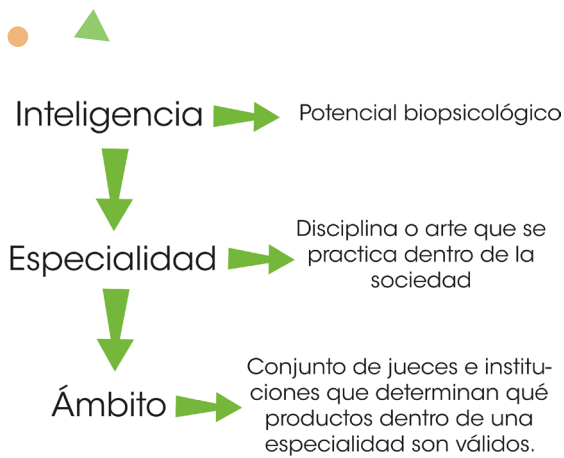 Inteligencia
Potencial biopsicológico
Especialidad
Disciplina o arte que se
practica dentro de la
sociedad
Ámbito
Conjunto de jueces e institu-
ciones que determinan qué
productos dentro de una
especialidad son válidos.